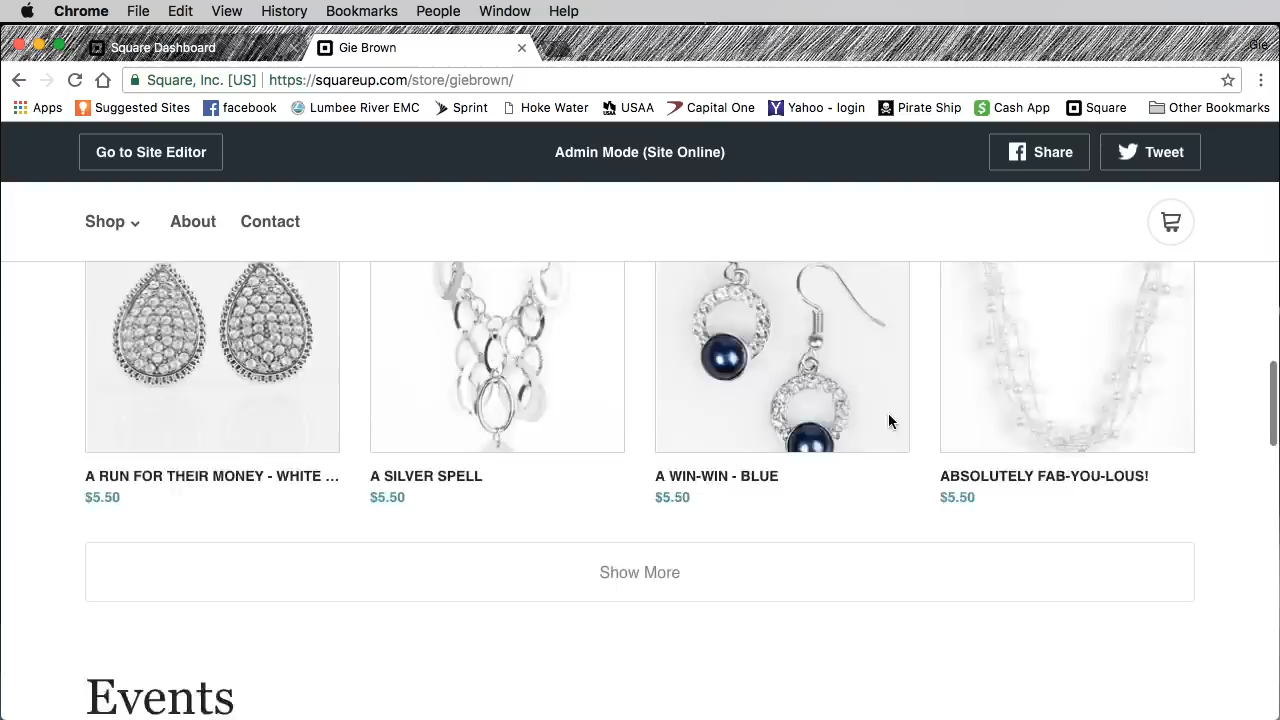 Chrome File Edit View History Bookmarks People Window Help
Square Dashboard Gie Brown Gie
Square, Inc. [US] https://squareup.com/store/giebrown/
Apps Suggested Sites facebook Lumbee River EMC Sprint Hoke Water USAA Capital One Yahoo - login Pirate Ship Cash App Square Other Bookmarks
Go to Site Editor Admin Mode (Site Online) Share Tweet
Shop About Contact
A RUN FOR THEIR MONEY - WHITE ... A SILVER SPELL A WIN-WIN - BLUE ABSOLUTELY FAB-YOU-LOUS!
$5.50 $5.50 $5.50 $5.50
Show More
Events